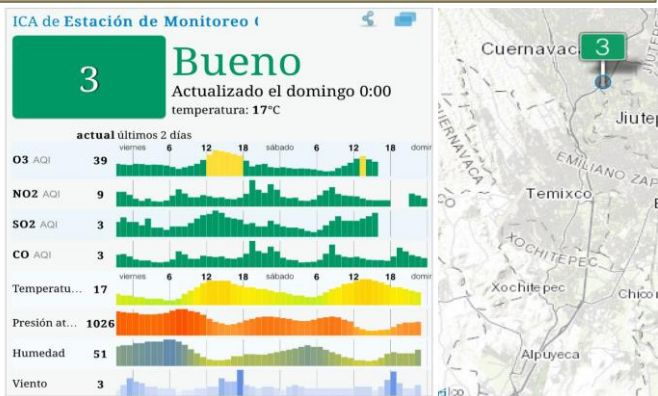 ICA de Estación de Monitoreo
3
Bueno
Actualizado el domingo 0:00
temperatura: 17°C
actual últimos 2 días
viernes 6 12 18 sábado 6 12 18
O3 AQI 39
NO2 AQI 9
SO2 AQI 3
CO AQI 3
viernes 6 12 18 sábado 6 12 18
Temperatu... 17
Presión at... 1026
Humedad 51
Viento 3
3
Cuernavac
CUERNAVACA
EMILIANO ZAP
Temixco
XOCHITEPEC
Xochitepec
Alpuyeca